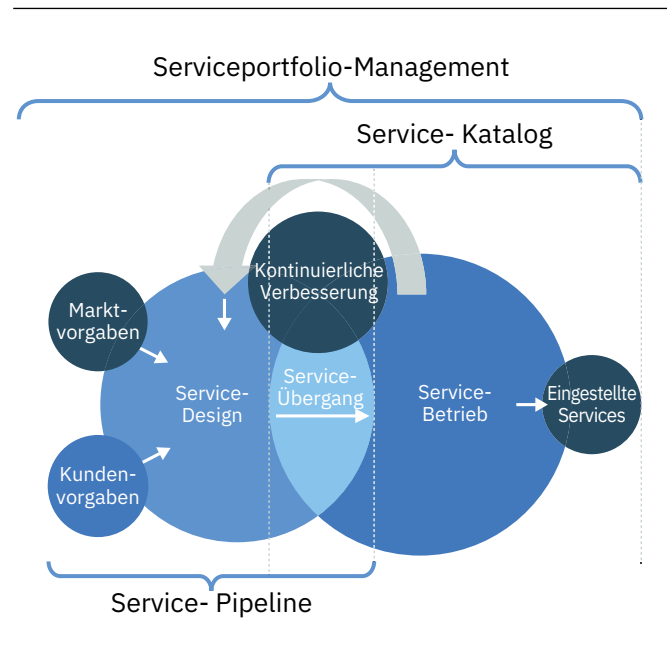 Serviceportfolio-Management
Service- Katalog
Kontinuierliche
Verbesserung
Markt-
vorgaben
Service-
Design
Service-
Übergang
Service-
Betrieb
Eingestellte
Services
Kunden-
vorgaben
Service- Pipeline